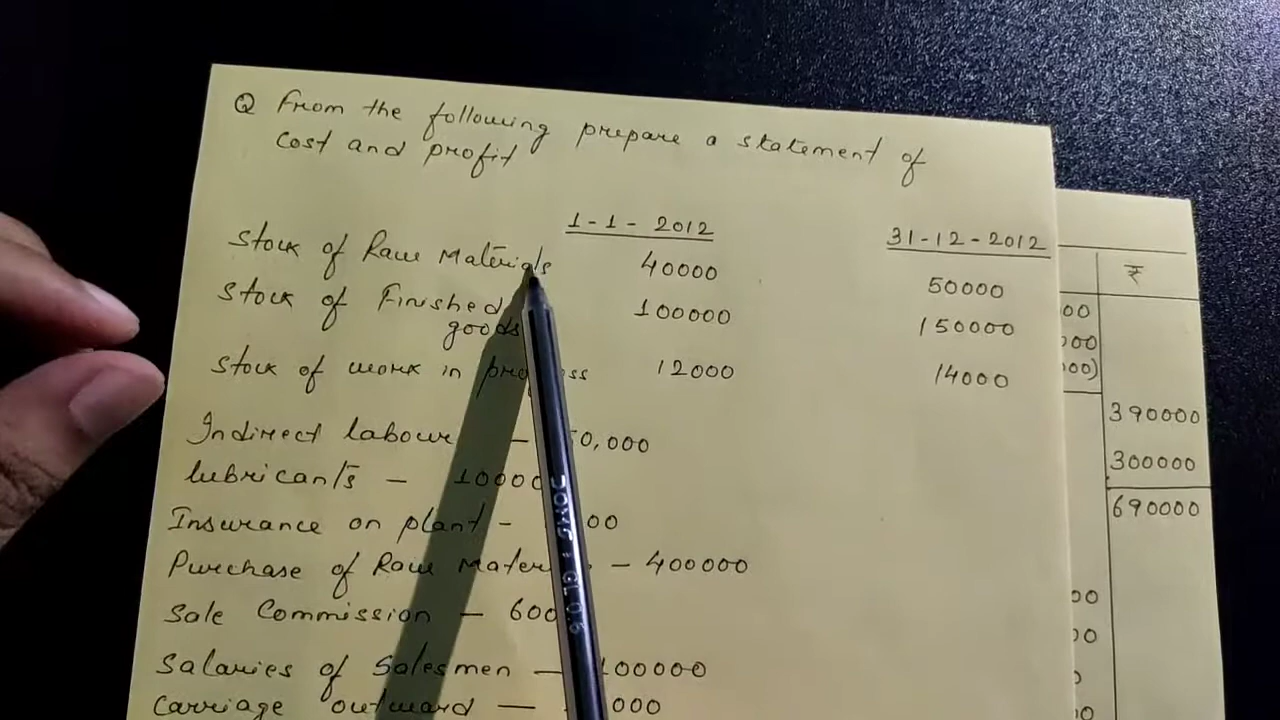 Q From the following prepare a statement of
cost and profit
1-1-2012 31-12-2012
Stock of Raw Materials 40000 50000
Stock of Finished 100000 150000
goods
Stock of work in 12000 14000
Indirect labour -
lubricants -
Insurance on plant -
Purchase of Raw - 400000
Sale Commission -
Salaries of Salesmen -
Carriage outward -
₹
390000
300000
690000